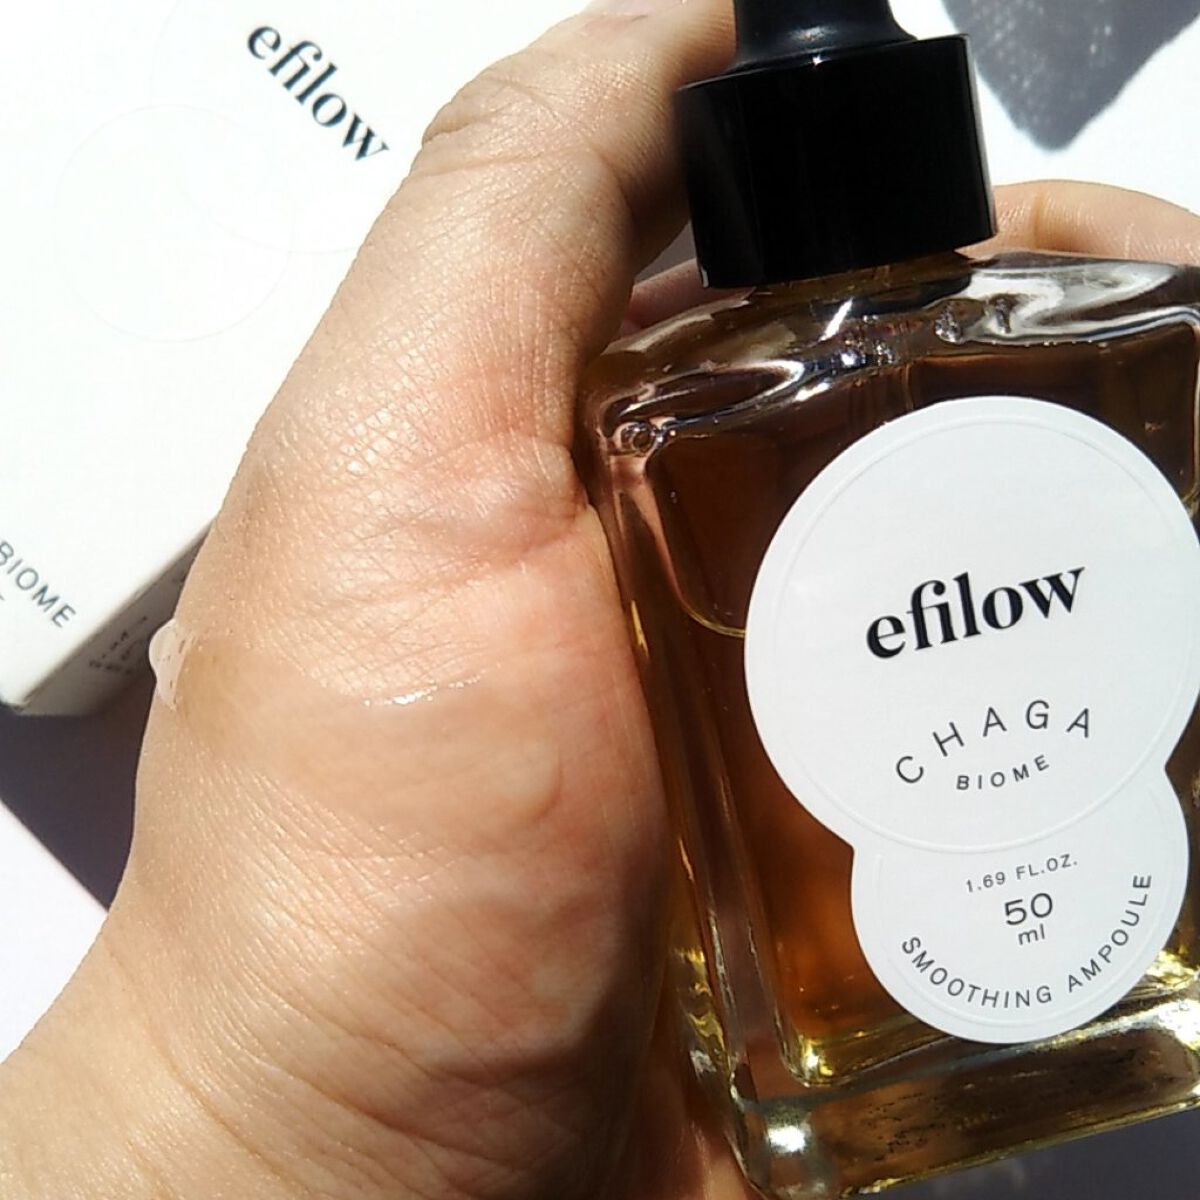 efilow
BIOME
efilow
CHAGA
BIOME
1.69 FL.OZ.
50
ml
SMOOTHING AMPOULE